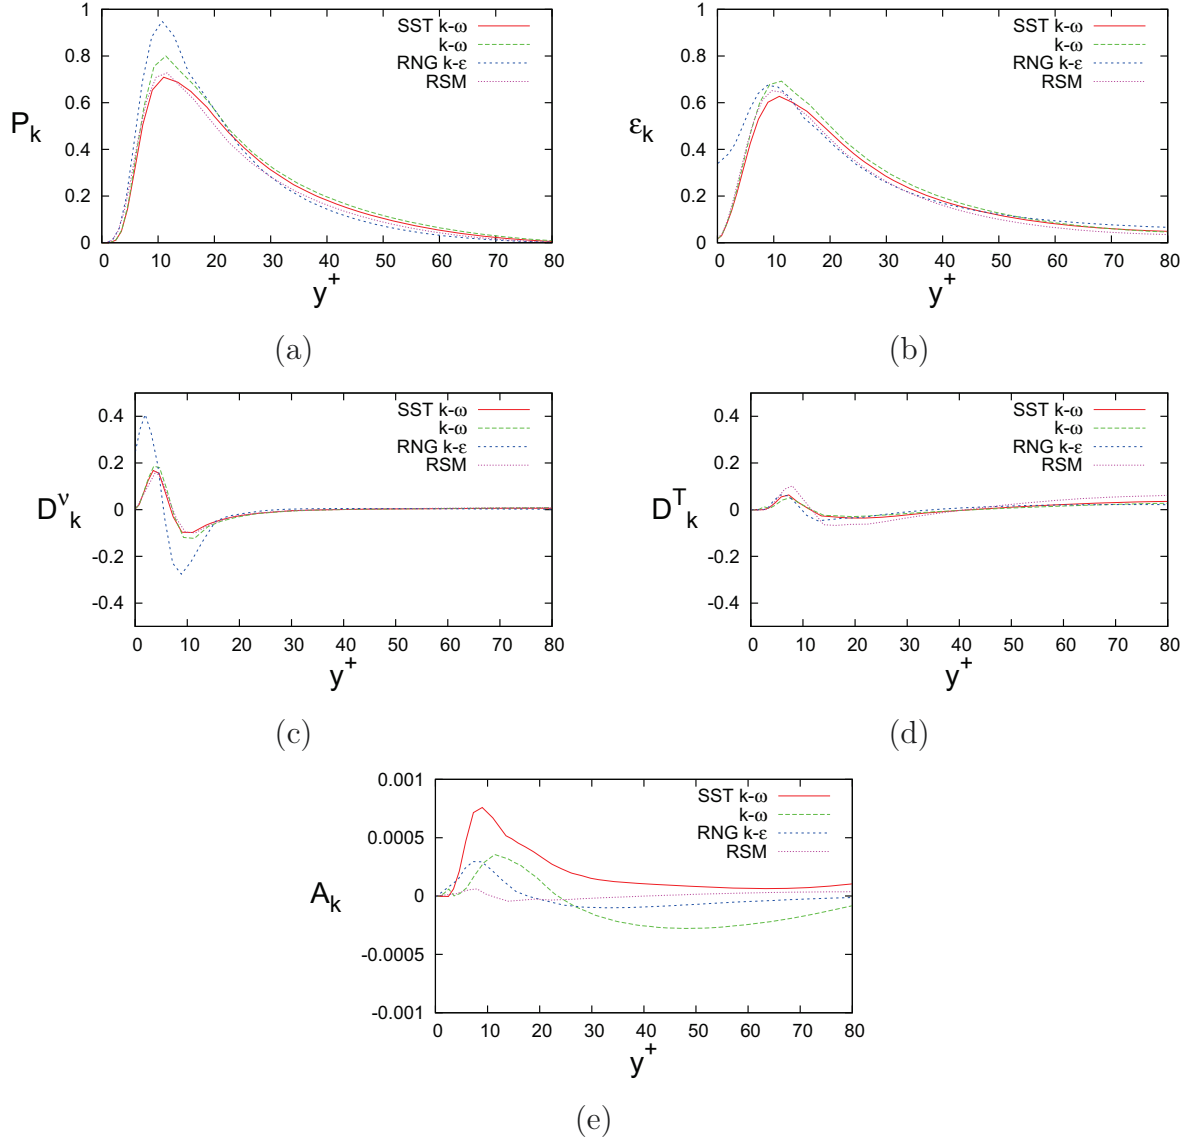 1
0.8
0.6
0.4
0.2
0
P_k
SST k-ω
k-ω
RNG k-ε
RSM
0 10 20 30 40 50 60 70 80
y^+
(a)
1
0.8
0.6
0.4
0.2
0
ε_k
SST k-ω
k-ω
RNG k-ε
RSM
0 10 20 30 40 50 60 70 80
y^+
(b)
0.4
0.2
0
-0.2
-0.4
D^ν_k
SST k-ω
k-ω
RNG k-ε
RSM
0 10 20 30 40 50 60 70 80
y^+
(c)
0.4
0.2
0
-0.2
-0.4
D^T_k
SST k-ω
k-ω
RNG k-ε
RSM
0 10 20 30 40 50 60 70 80
y^+
(d)
0.001
0.0005
0
-0.0005
-0.001
A_k
SST k-ω
k-ω
RNG k-ε
RSM
0 10 20 30 40 50 60 70 80
y^+
(e)